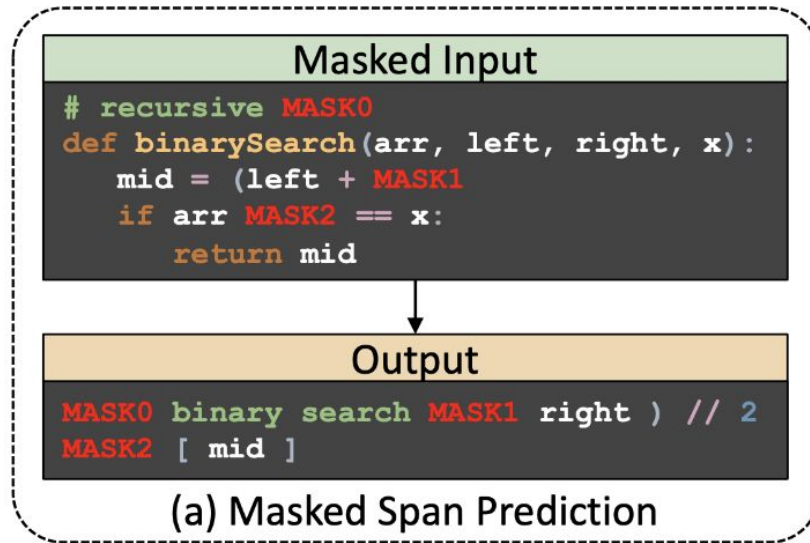 Masked Input
# recursive MASK0
def binarySearch(arr, left, right, x):
mid = (left + MASK1
if arr MASK2 == x:
return mid
Output
MASK0 binary search MASK1 right ) // 2
MASK2 [ mid ]
(a) Masked Span Prediction